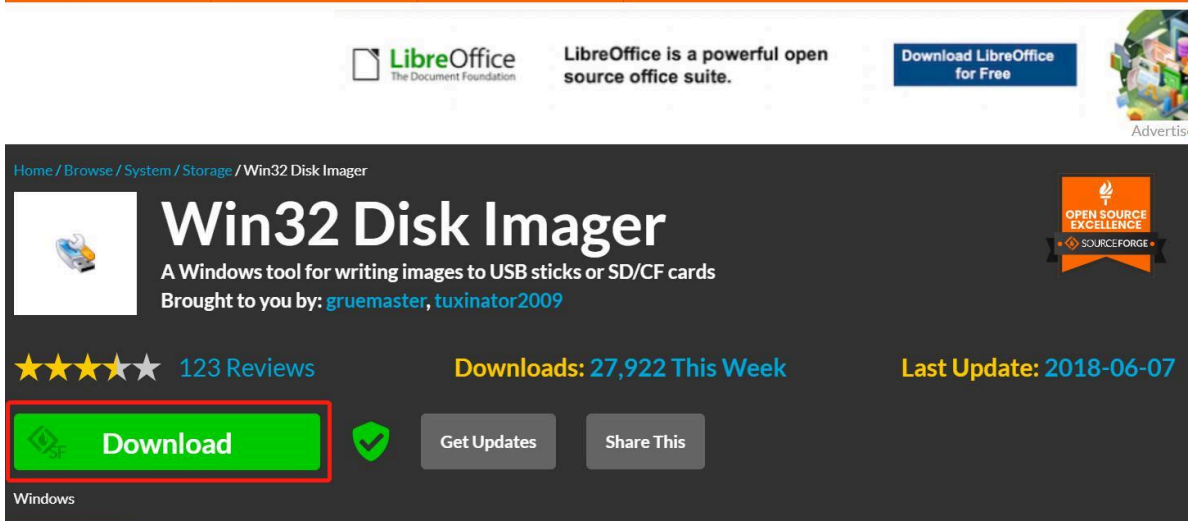 LibreOffice
The Document Foundation
LibreOffice is a powerful open
source office suite.
Download LibreOffice
for Free
Advertis
Home / Browse / System / Storage / Win32 Disk Imager
Win32 Disk Imager
A Windows tool for writing images to USB sticks or SD/CF cards
Brought to you by: gruemaster, tuxinator2009
OPEN SOURCE
EXCELLENCE
SOURCEFORGE
123 Reviews
Downloads: 27,922 This Week
Last Update: 2018-06-07
SF
Download
Get Updates
Share This
Windows